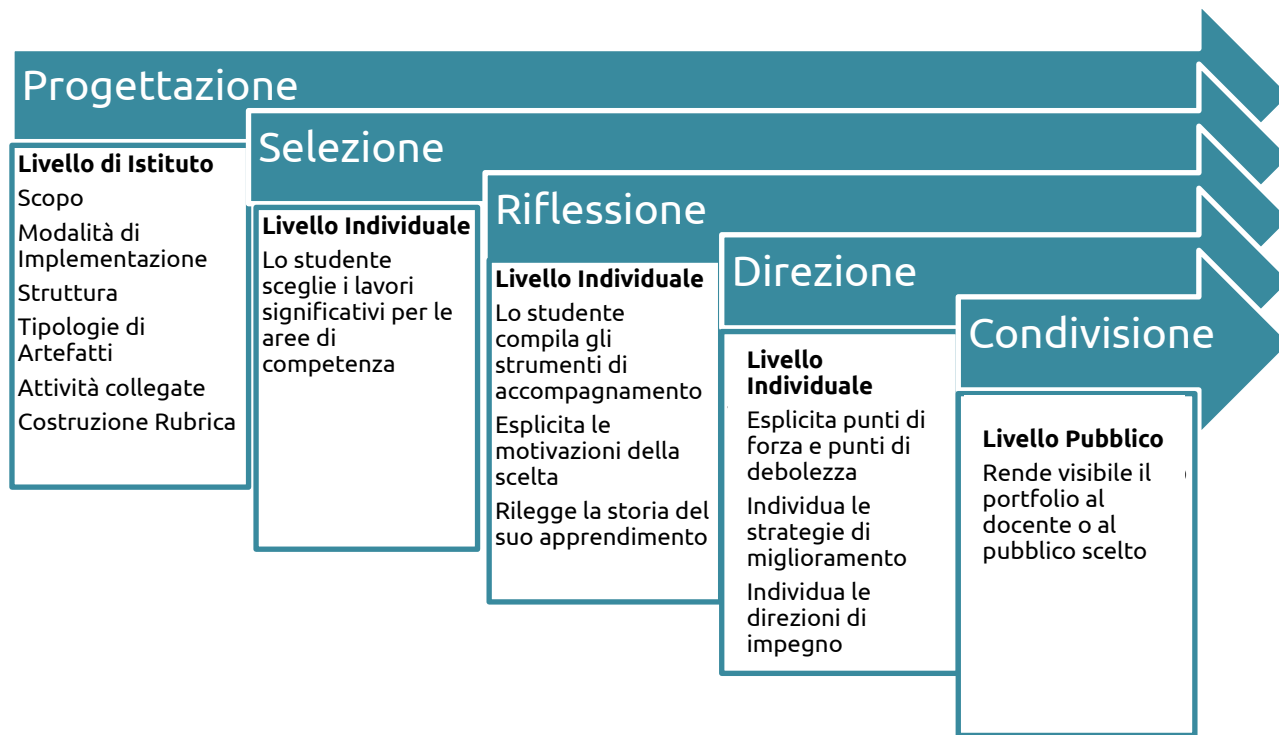 Progettazione
Livello di Istituto
Scopo
Modalità di
Implementazione
Struttura
Tipologie di
Artefatti
Attività collegate
Costruzione Rubrica
Selezione
Livello Individuale
Lo studente
sceglie i lavori
significativi per le
aree di
competenza
Riflessione
Livello Individuale
Lo studente
compila gli
strumenti di
accompagnamento
Esplicita le
motivazioni della
scelta
Rilegge la storia del
suo apprendimento
Direzione
Livello
Individuale
Esplicita punti di
forza e punti di
debolezza
Individua le
strategie di
miglioramento
Individua le
direzioni di
impegno
Condivisione
Livello Pubblico
Rende visibile il
portfolio al
docente o al
pubblico scelto